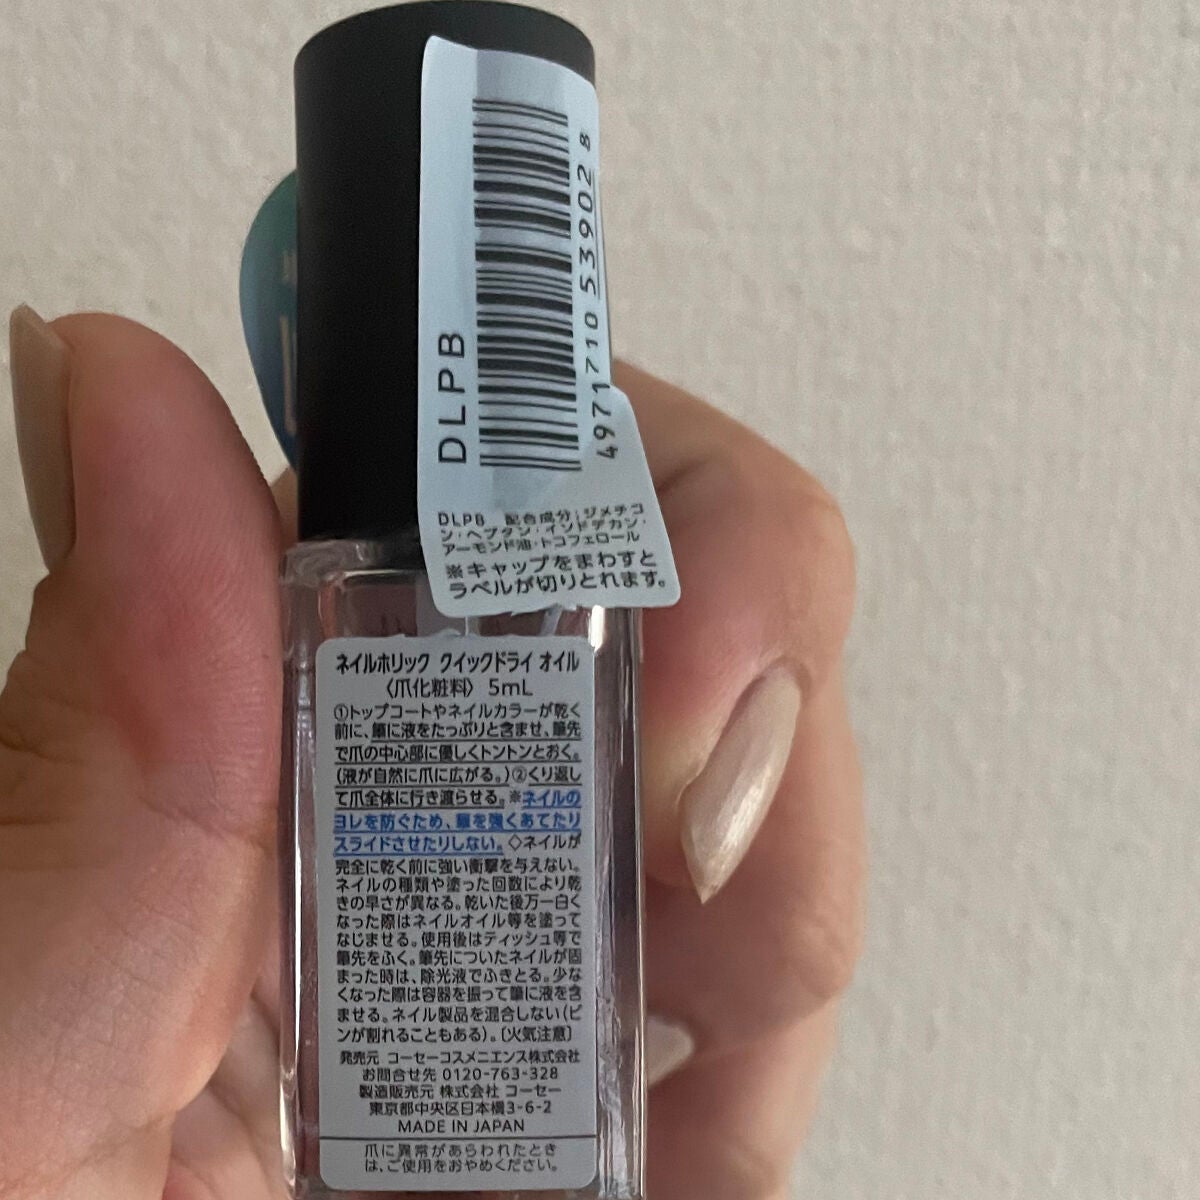 DLPB
4971710 539028
DLPB 配合成分:ジメチコ
ン・ヘプタン・イソドデカン・
アーモンド油・トコフェロール
※キャップをまわすと
ラベルが切りとれます。
ネイルホリック クイックドライ オイル
〈爪化粧料〉 5mL
①トップコートやネイルカラーが乾く
前に、筆に液をたっぷりと含ませ、筆先
で爪の中心部に優しくトントンとおく。
(液が自然に爪に広がる。)②くり返し
て爪全体に行き渡らせる。※ネイルの
ヨレを防ぐため、筆を強くあてたり
スライドさせたりしない。◇ネイルが
完全に乾く前に強い衝撃を与えない。
ネイルの種類や塗った回数により乾
きの早さが異なる。乾いた後万一白く
なった際はネイルオイル等を塗って
なじませる。使用後はティッシュ等で
筆先をふく。筆先についたネイルが固
まった時は、除光液でふきとる。少な
くなった際は容器を振って筆に液を含
ませる。ネイル製品を混合しない(ビ
ンが割れることもある)。〔火気注意〕
発売元 コーセーコスメニエンス株式会社
お問合せ先 0120-763-328
製造販売元 株式会社 コーセー
東京都中央区日本橋3-6-2
MADE IN JAPAN
爪に異常があらわれたとき
は、ご使用をおやめください。